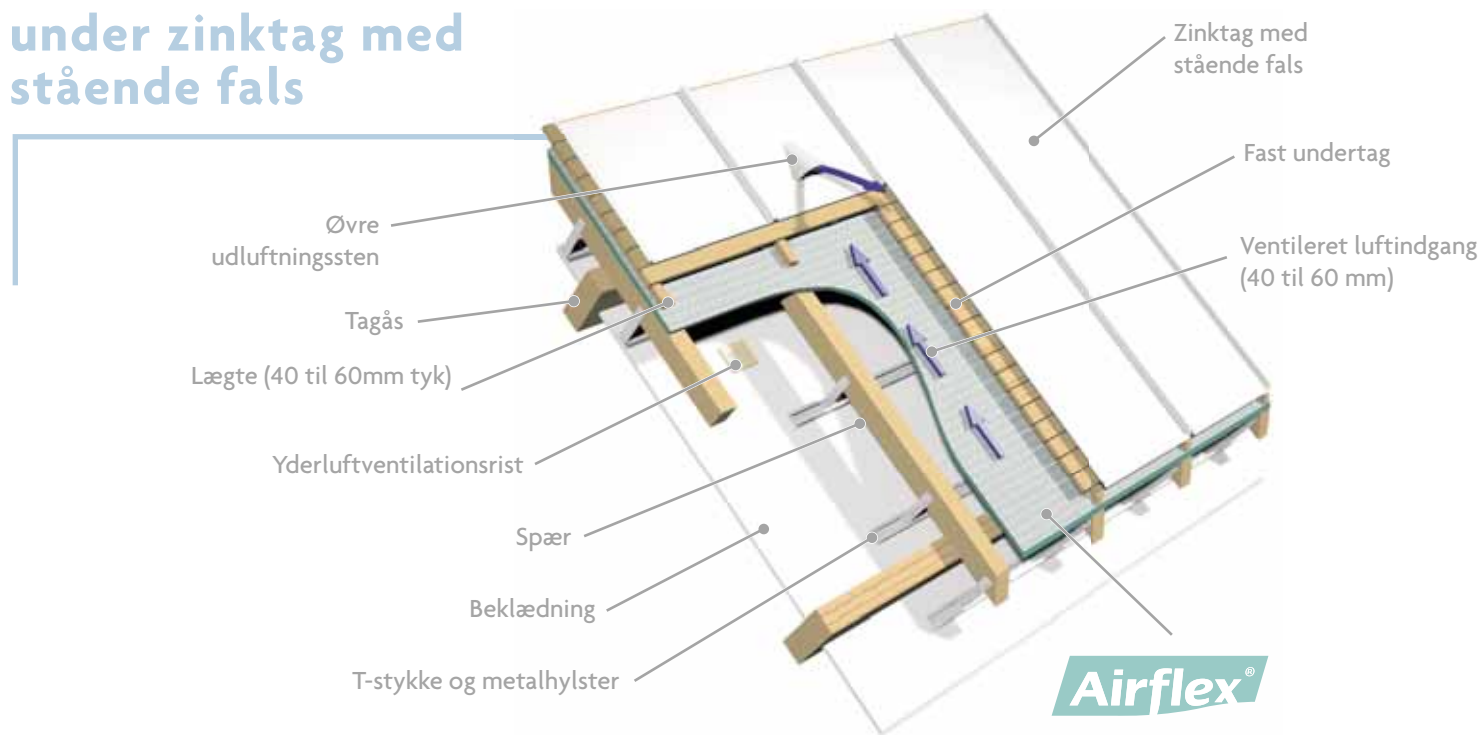 under zinktag med
stående fals
Zinktag med
stående fals
Fast undertag
Ventileret luftindgang
(40 til 60 mm)
Øvre
udluftningssten
Tagås
Lægte (40 til 60mm tyk)
Yderluftventilationsrist
Spær
Beklædning
T-stykke og metalhylster
Airflex®